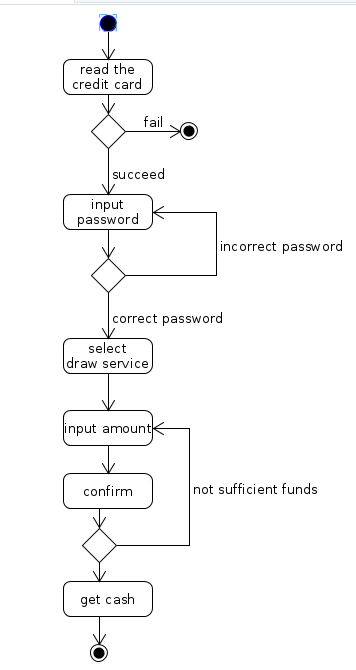 read the
credit card
fail
succeed
input
password
incorrect password
correct password
select
draw service
input amount
confirm
not sufficient funds
get cash